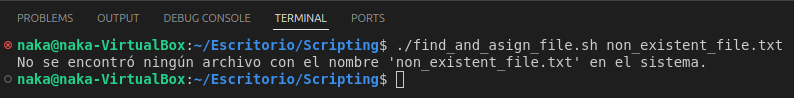 PROBLEMS OUTPUT DEBUG CONSOLE TERMINAL PORTS
naka@naka-VirtualBox:~/Escritorio/Scripting$ ./find_and_asign_file.sh non_existent_file.txt
No se encontró ningún archivo con el nombre 'non_existent_file.txt' en el sistema.
naka@naka-VirtualBox:~/Escritorio/Scripting$